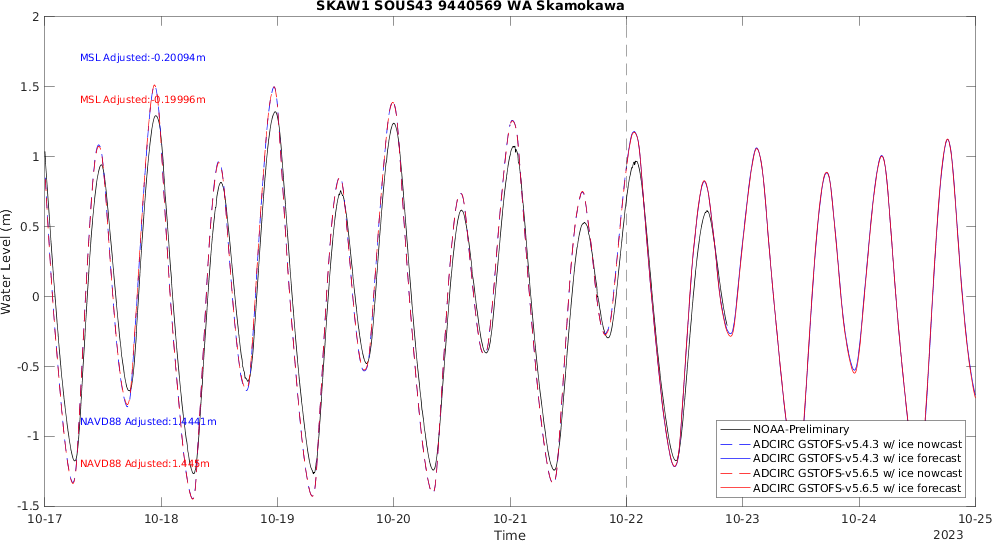 SKAW1 SOUS43 9440569 WA Skamokawa
2
1.5
1
0.5
0
-0.5
-1
-1.5
Water Level (m)
MSL Adjusted:-0.20094m
MSL Adjusted:-0.19996m
NAVD88 Adjusted:1.4441m
NAVD88 Adjusted:1.445m
NOAA-Preliminary
ADCIRC GSTOFS-v5.4.3 w/ ice nowcast
ADCIRC GSTOFS-v5.4.3 w/ ice forecast
ADCIRC GSTOFS-v5.6.5 w/ ice nowcast
ADCIRC GSTOFS-v5.6.5 w/ ice forecast
10-17 10-18 10-19 10-20 10-21 10-22 10-23 10-24 10-25
Time
2023